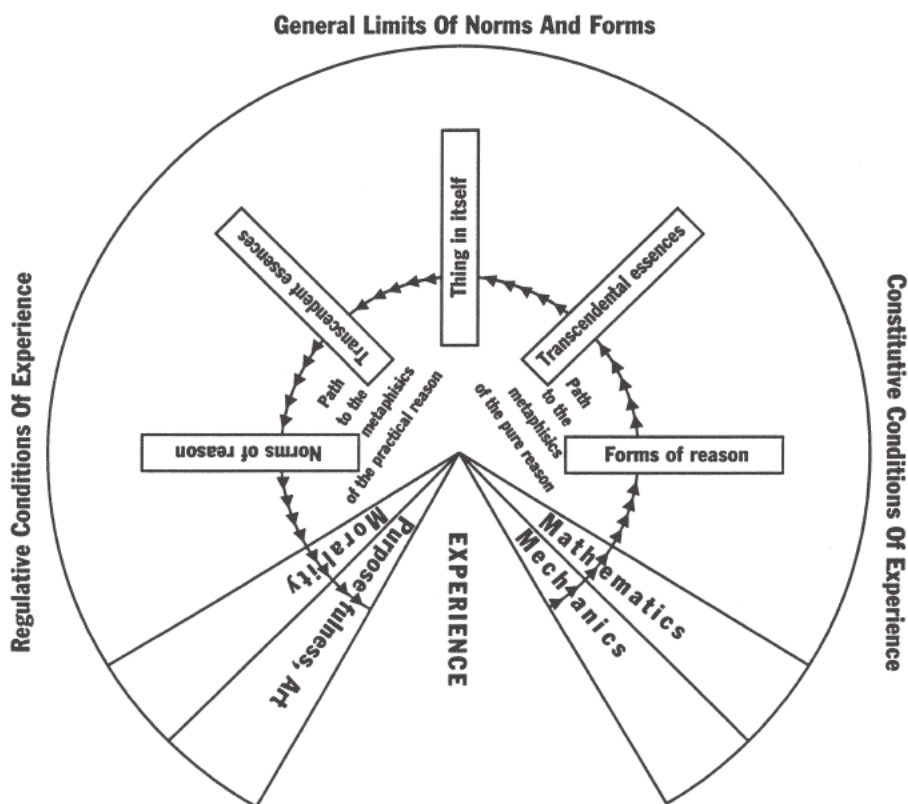 General Limits Of Norms And Forms
Regulative Conditions Of Experience
Constitutive Conditions Of Experience
Thing in itself
Transcendent essences
Transcendental essences
Path
to the
metaphisics
of the practical reason
Path
to the
metaphisics
of the pure reason
Norms of reason
Forms of reason
Morality
Purposefulness, Art
EXPERIENCE
Mathematics
Mechanics